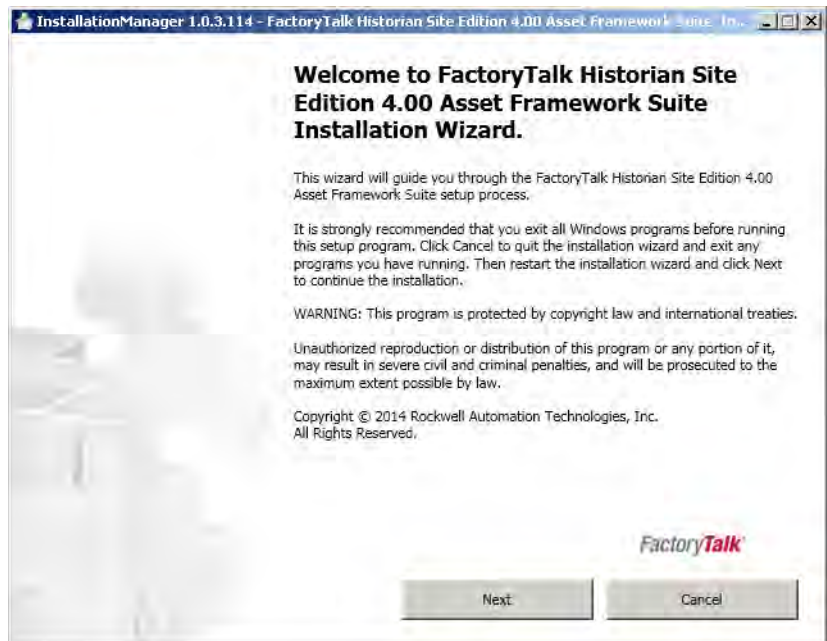 InstallationManager 1.0.3.114 - FactoryTalk Historian Site Edition 4.00 Asset Framework Suite In...
Welcome to FactoryTalk Historian Site
Edition 4.00 Asset Framework Suite
Installation Wizard.
This wizard will guide you through the FactoryTalk Historian Site Edition 4.00
Asset Framework Suite setup process.
It is strongly recommended that you exit all Windows programs before running
this setup program. Click Cancel to quit the installation wizard and exit any
programs you have running. Then restart the installation wizard and click Next
to continue the installation.
WARNING: This program is protected by copyright law and international treaties.
Unauthorized reproduction or distribution of this program or any portion of it,
may result in severe civil and criminal penalties, and will be prosecuted to the
maximum extent possible by law.
Copyright © 2014 Rockwell Automation Technologies, Inc.
All Rights Reserved.
FactoryTalk
Next
Cancel